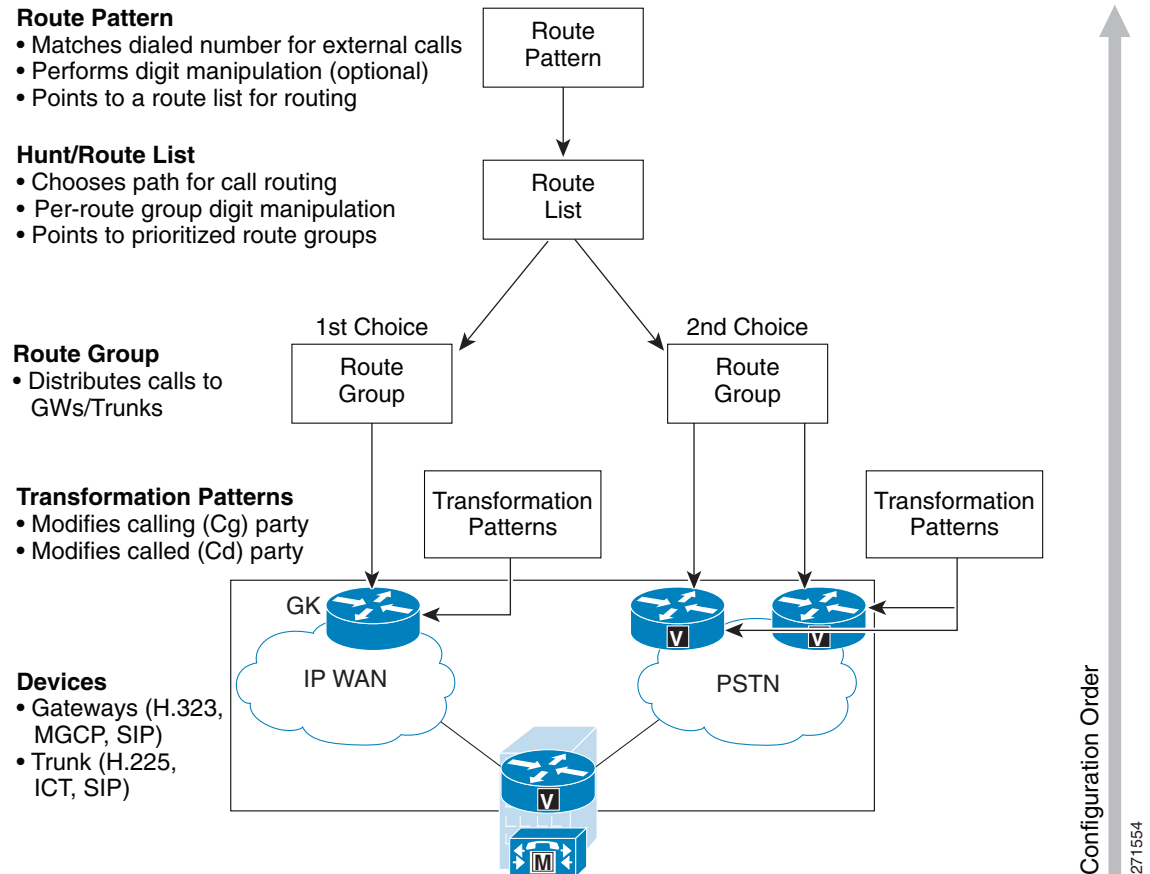 Route Pattern
• Matches dialed number for external calls
• Performs digit manipulation (optional)
• Points to a route list for routing
Route
Pattern
Hunt/Route List
• Chooses path for call routing
• Per-route group digit manipulation
• Points to prioritized route groups
Route
List
1st Choice
2nd Choice
Route Group
• Distributes calls to
GWs/Trunks
Route
Group
Route
Group
Transformation Patterns
• Modifies calling (Cg) party
• Modifies called (Cd) party
Transformation
Patterns
Transformation
Patterns
GK
V
V
IP WAN
PSTN
Devices
• Gateways (H.323,
MGCP, SIP)
• Trunk (H.225,
ICT, SIP)
V
M
Configuration Order
271554